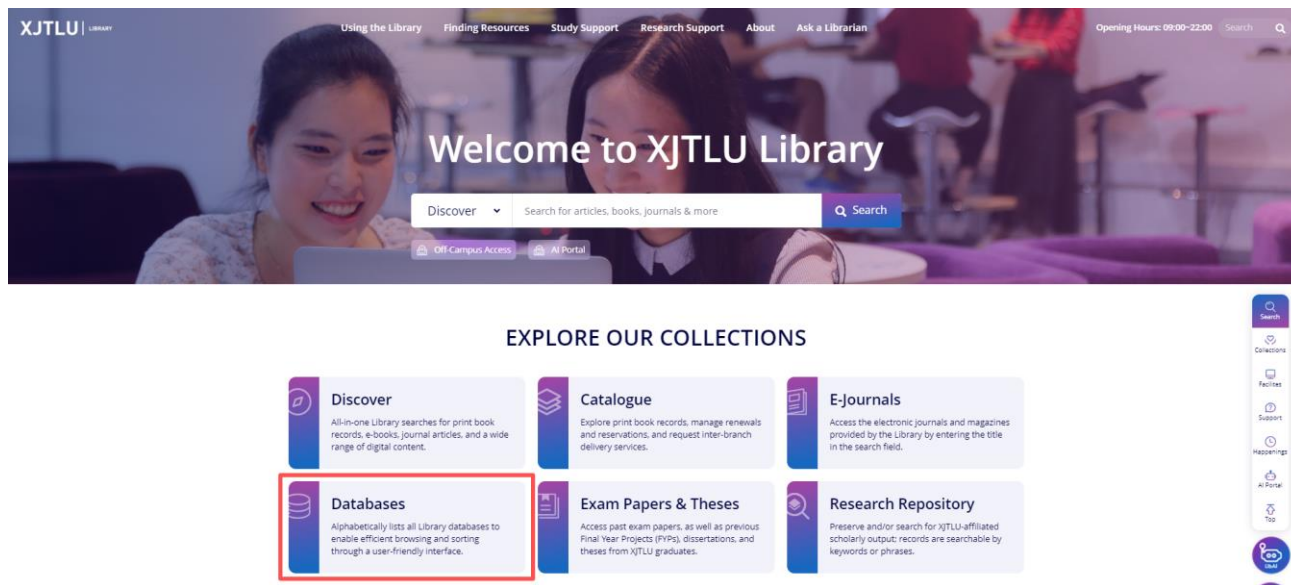 XJTLU | LIBRARY
Using the Library Finding Resources Study Support Research Support About Ask a Librarian
Opening Hours: 09:00~22:00 Search
Welcome to XJTLU Library
Discover Search for articles, books, journals & more Search
Off-Campus Access AI Portal
EXPLORE OUR COLLECTIONS
Discover
All-in-one Library searches for print book
records, e-books, journal articles, and a wide
range of digital content.
Catalogue
Explore print book records, manage renewals
and reservations, and request inter-branch
delivery services.
E-Journals
Access the electronic journals and magazines
provided by the Library by entering the title
in the search field.
Databases
Alphabetically lists all Library databases to
enable efficient browsing and sorting
through a user-friendly interface.
Exam Papers & Theses
Access past exam papers, as well as previous
Final Year Projects (FYPs), dissertations, and
theses from XJTLU graduates.
Research Repository
Preserve and/or search for XJTLU-affiliated
scholarly output; records are searchable by
keywords or phrases.
Search
Collections
Facilites
Support
Happenings
AI Portal
Top